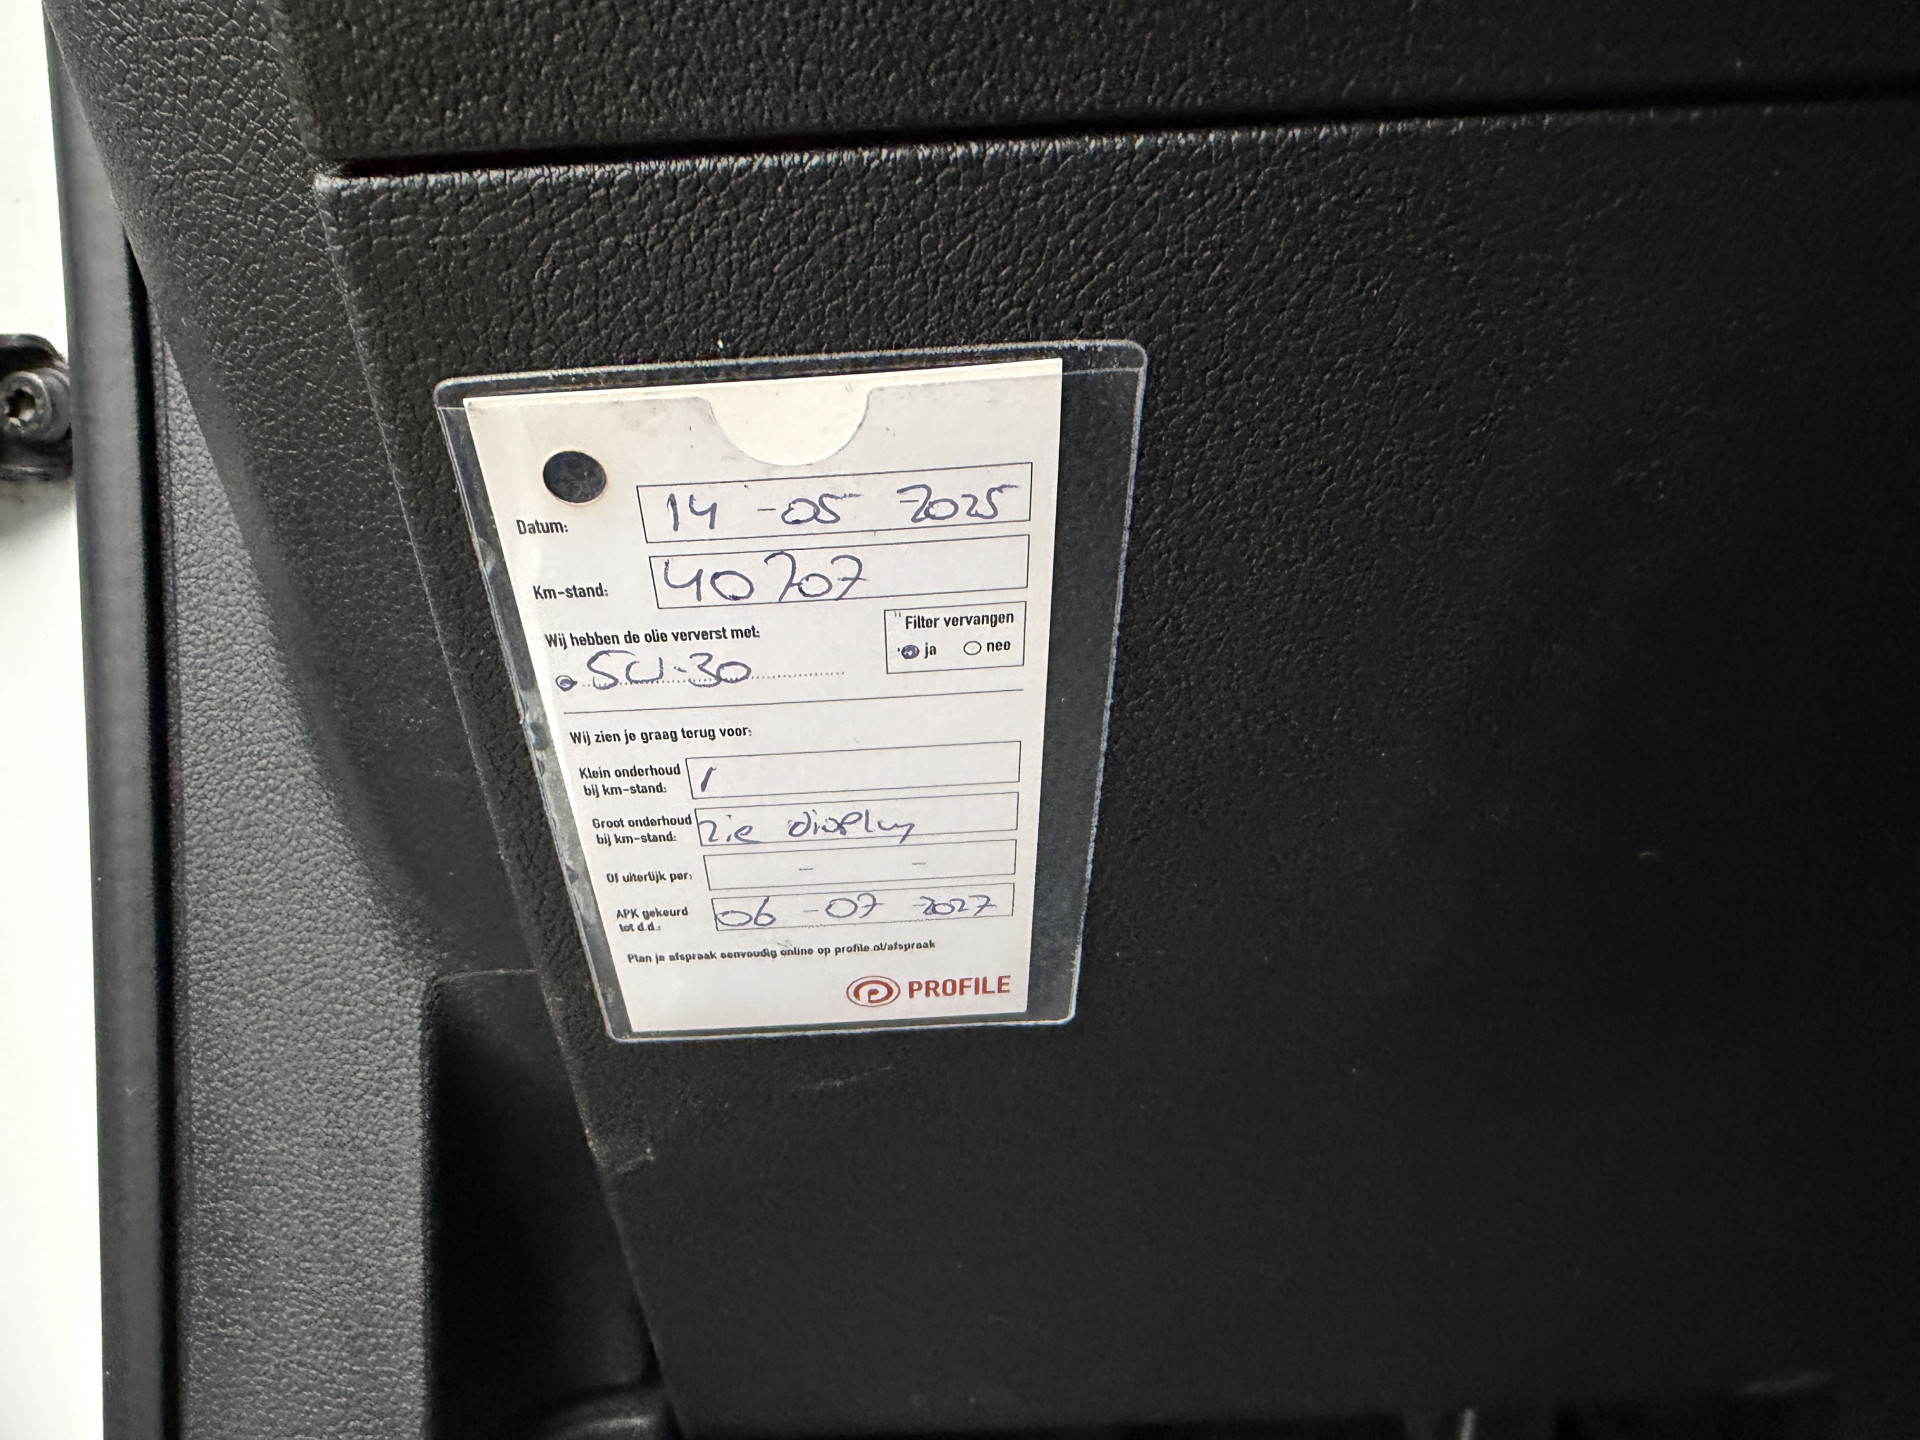 Datum: 14 -05 2025
Km-stand: 40707
Wij hebben de olie ververst met:
5W-30
Filter vervangen
ja nee
Wij zien je graag terug voor:
Klein onderhoud
bij km-stand: /
Groot onderhoud
bij km-stand: zie display
Of uiterlijk per: - -
APK gekeurd
tot d.d.: 06 -07 -2027
Plan je afspraak eenvoudig online op profile.nl/afspraak
PROFILE